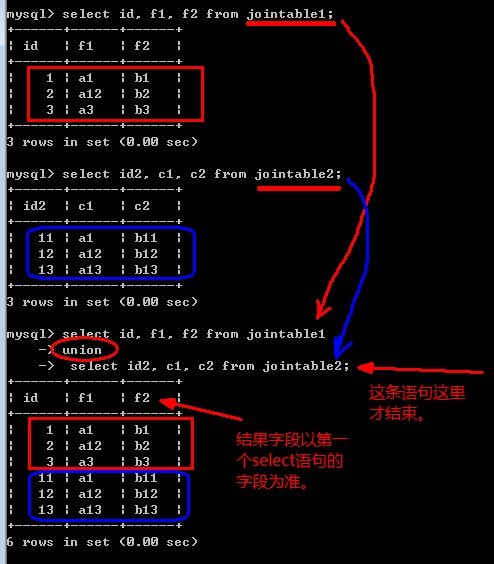 mysql> select id, f1, f2 from jointable1;
+------+------+------+
| id | f1 | f2 |
+------+------+------+
| 1 | a1 | b1 |
| 2 | a12 | b2 |
| 3 | a3 | b3 |
+------+------+------+
3 rows in set (0.00 sec)
mysql> select id2, c1, c2 from jointable2;
+------+------+------+
| id2 | c1 | c2 |
+------+------+------+
| 11 | a1 | b11 |
| 12 | a12 | b12 |
| 13 | a13 | b13 |
+------+------+------+
3 rows in set (0.00 sec)
mysql> select id, f1, f2 from jointable1
-> union
-> select id2, c1, c2 from jointable2;
+------+------+------+
| id | f1 | f2 |
+------+------+------+
| 1 | a1 | b1 |
| 2 | a12 | b2 |
| 3 | a3 | b3 |
| 11 | a1 | b11 |
| 12 | a12 | b12 |
| 13 | a13 | b13 |
+------+------+------+
6 rows in set (0.00 sec)
这条语句这里
才结束。
结果字段以第一
个select语句的
字段为准。